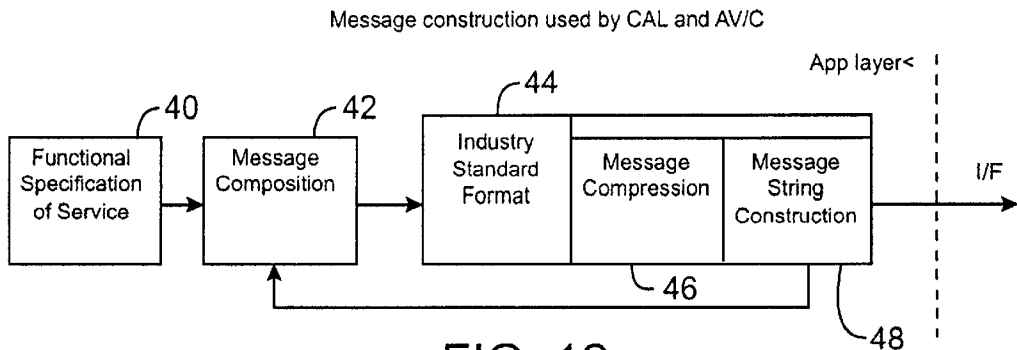 Message construction used by CAL and AV/C
App layer<
40
42
44
Functional
Specification
of Service
Message
Composition
Industry
Standard
Format
Message
Compression
Message
String
Construction
I/F
46
48